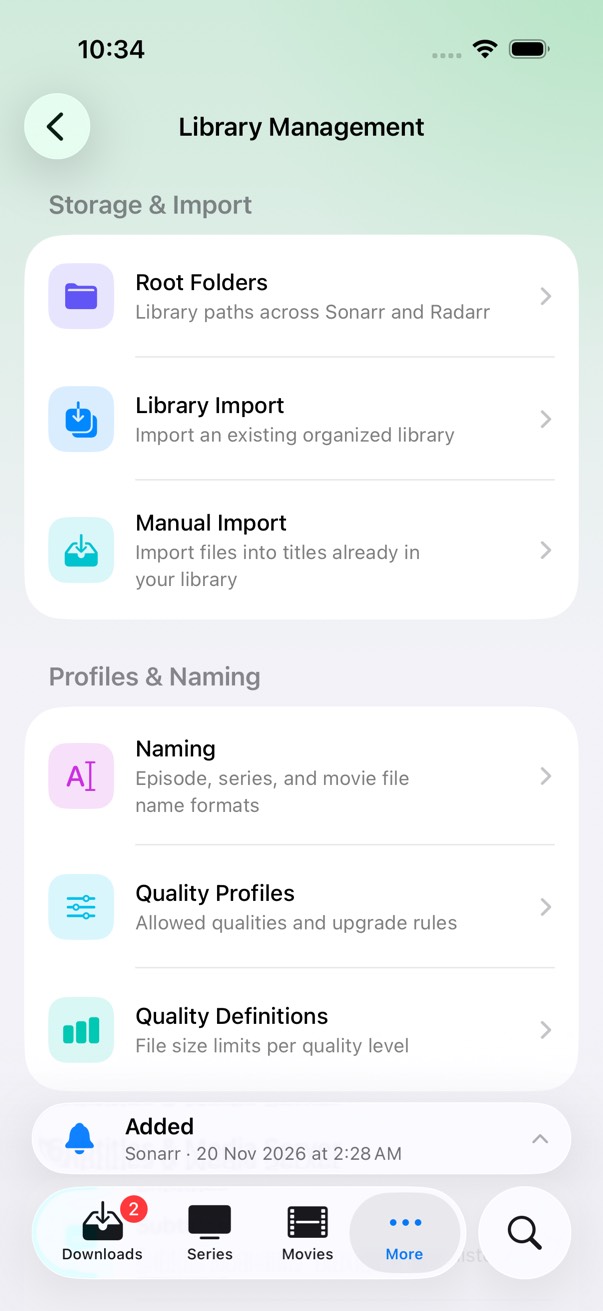 10:34
Library Management
Storage & Import
Root Folders
Library paths across Sonarr and Radarr
Library Import
Import an existing organized library
Manual Import
Import files into titles already in
your library
Profiles & Naming
Naming
Episode, series, and movie file
name formats
Quality Profiles
Allowed qualities and upgrade rules
Quality Definitions
File size limits per quality level
Added
Sonarr · 20 Nov 2026 at 2:28 AM
2
Downloads
Series
Movies
More